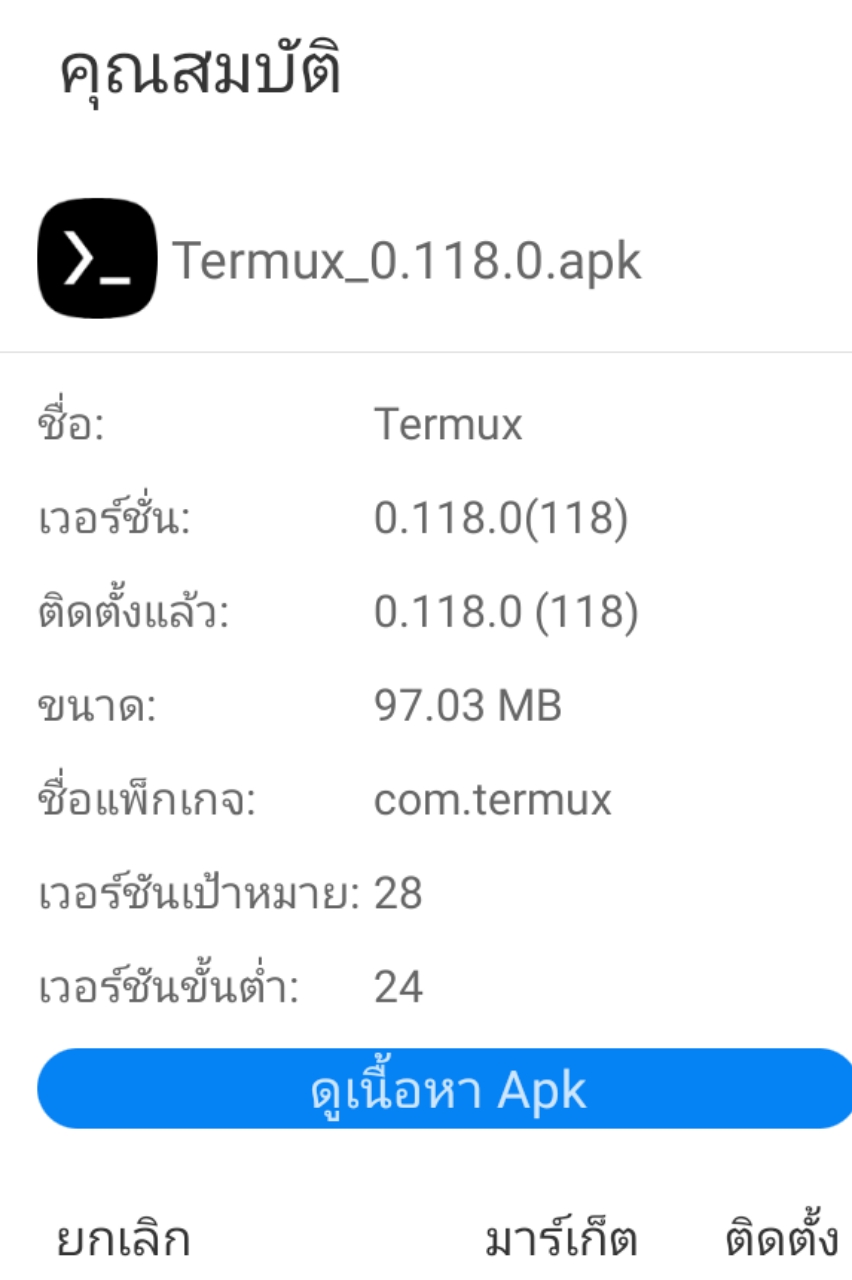 คุณสมบัติ
Termux_0.118.0.apk
ชื่อ: Termux
เวอร์ชั่น: 0.118.0(118)
ติดตั้งแล้ว: 0.118.0 (118)
ขนาด: 97.03 MB
ชื่อแพ็กเกจ: com.termux
เวอร์ชันเป้าหมาย: 28
เวอร์ชันขั้นต่ำ: 24
ดูเนื้อหา Apk
ยกเลิก มาร์เก็ต ติดตั้ง